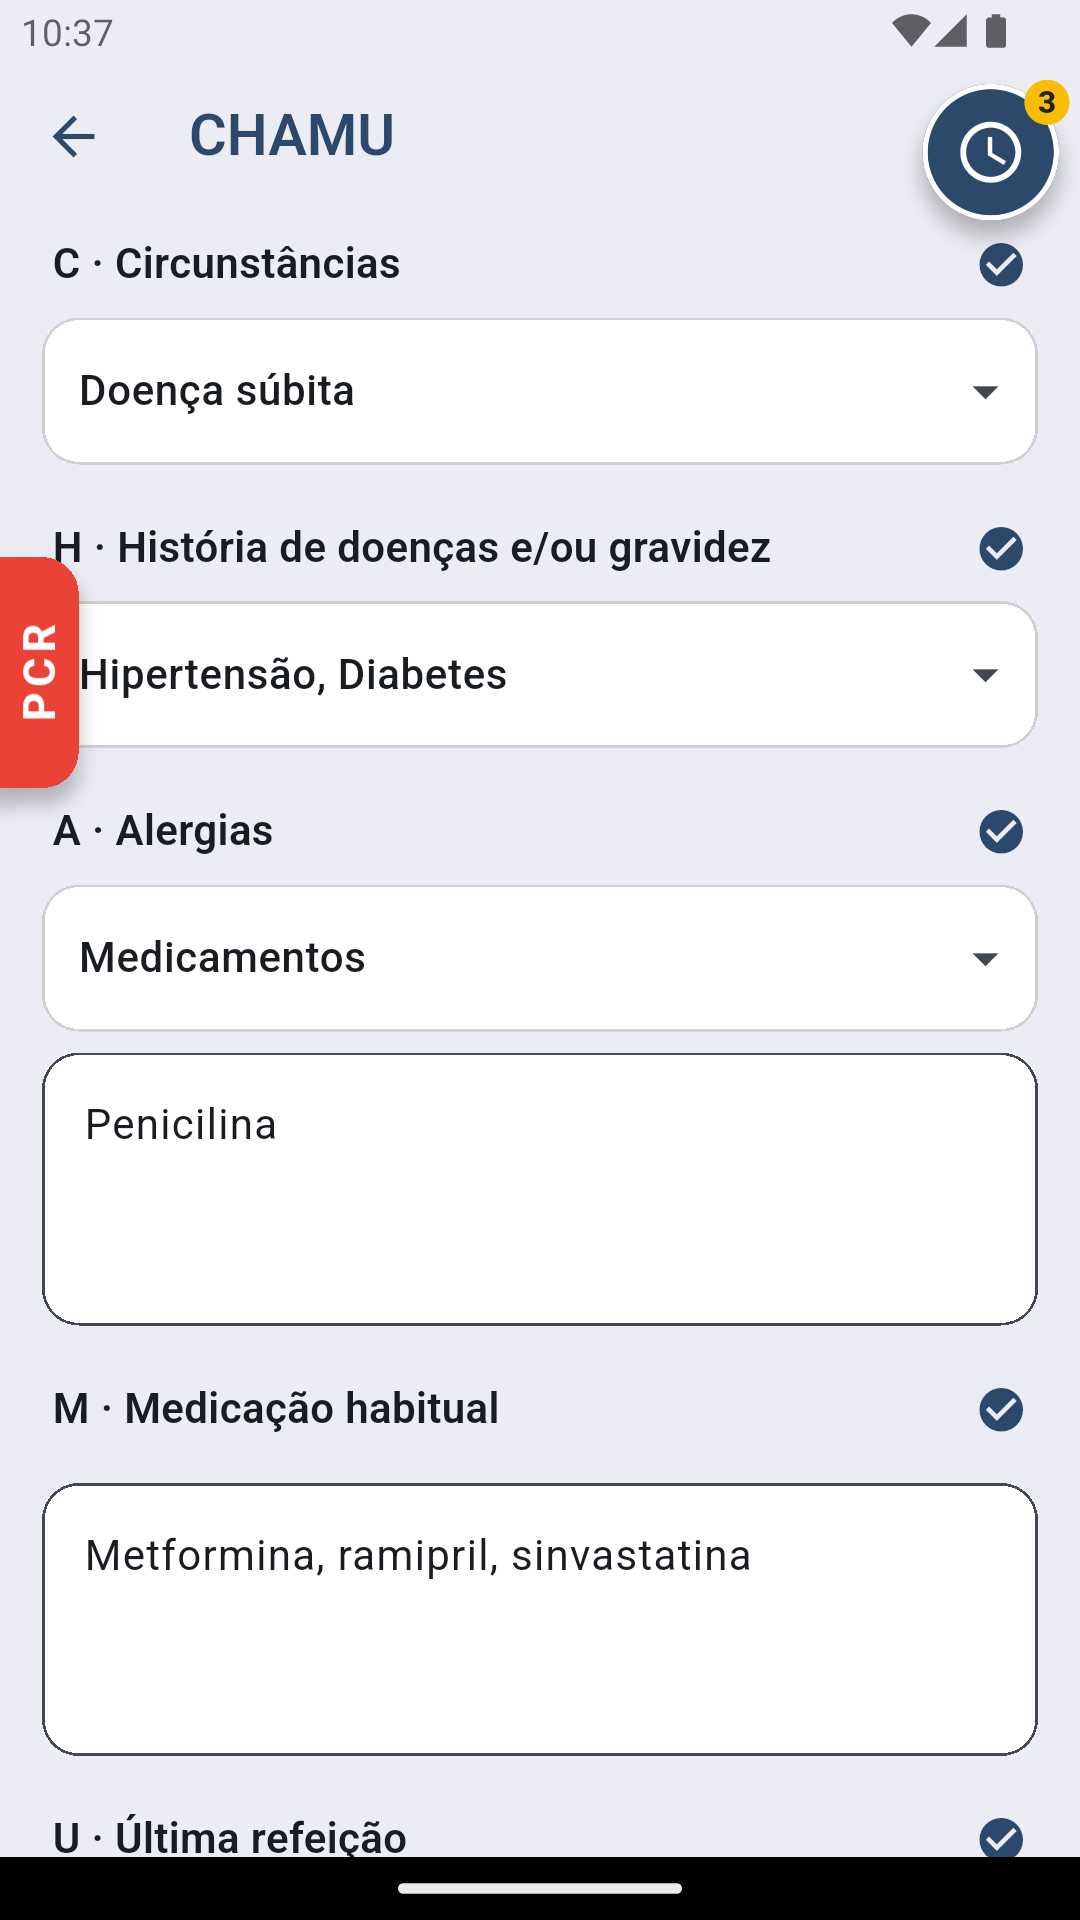 10:37
CHAMU
3
C · Circunstâncias
Doença súbita
H · História de doenças e/ou gravidez
PCR
Hipertensão, Diabetes
A · Alergias
Medicamentos
Penicilina
M · Medicação habitual
Metformina, ramipril, sinvastatina
U · Última refeição